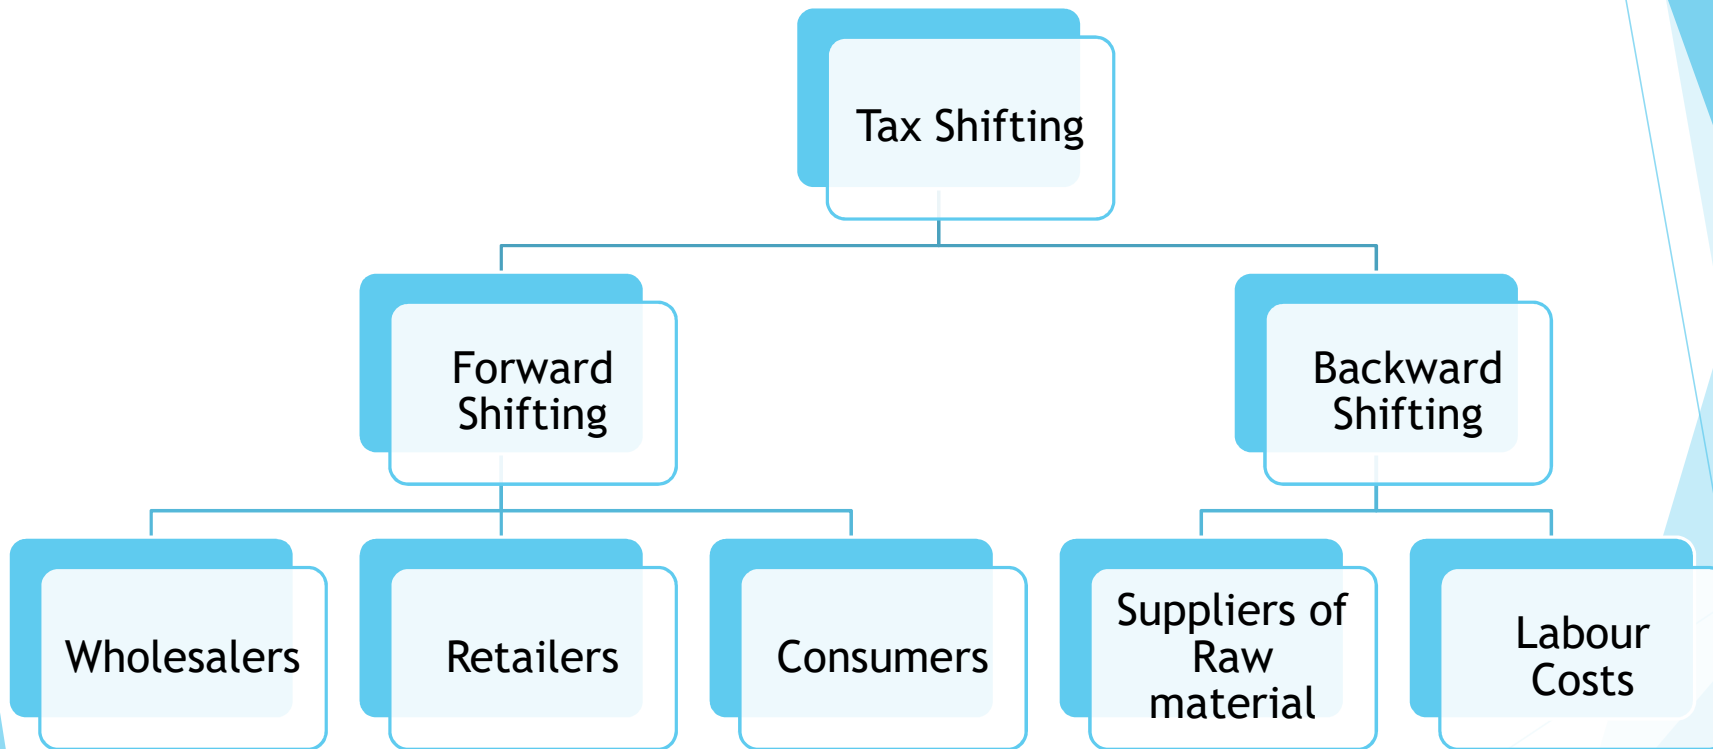 Tax Shifting
Forward
Shifting
Backward
Shifting
Wholesalers
Retailers
Consumers
Suppliers of
Raw
material
Labour
Costs